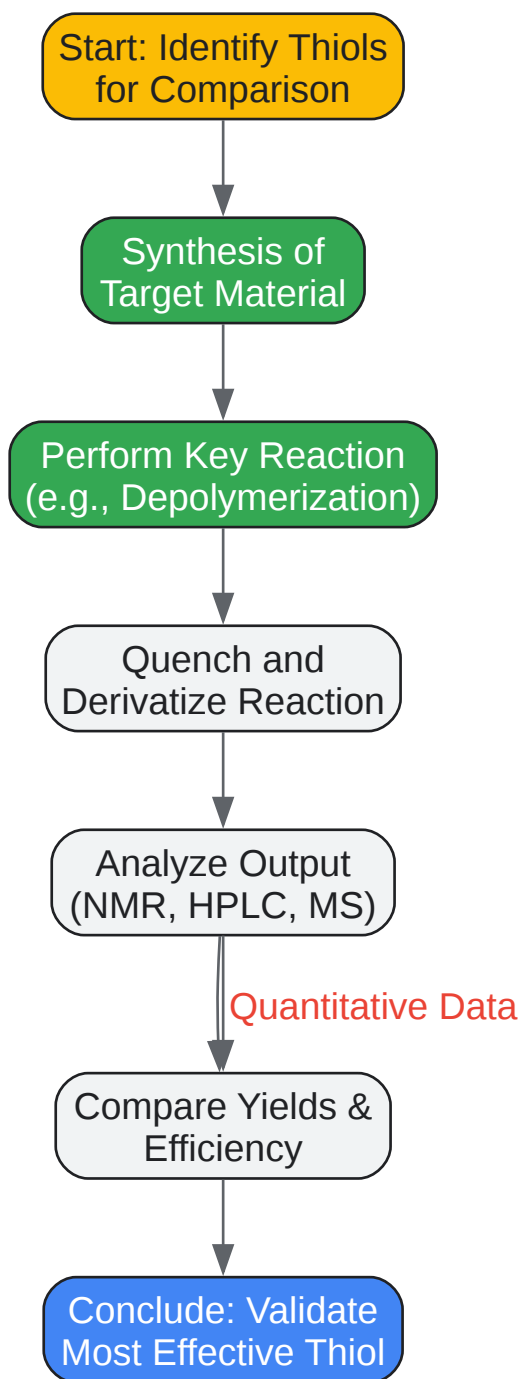 Start: Identify Thiols
for Comparison
Synthesis of
Target Material
Perform Key Reaction
(e.g., Depolymerization)
Quench and
Derivatize Reaction
Analyze Output
(NMR, HPLC, MS)
Quantitative Data
Compare Yields &
Efficiency
Conclude: Validate
Most Effective Thiol